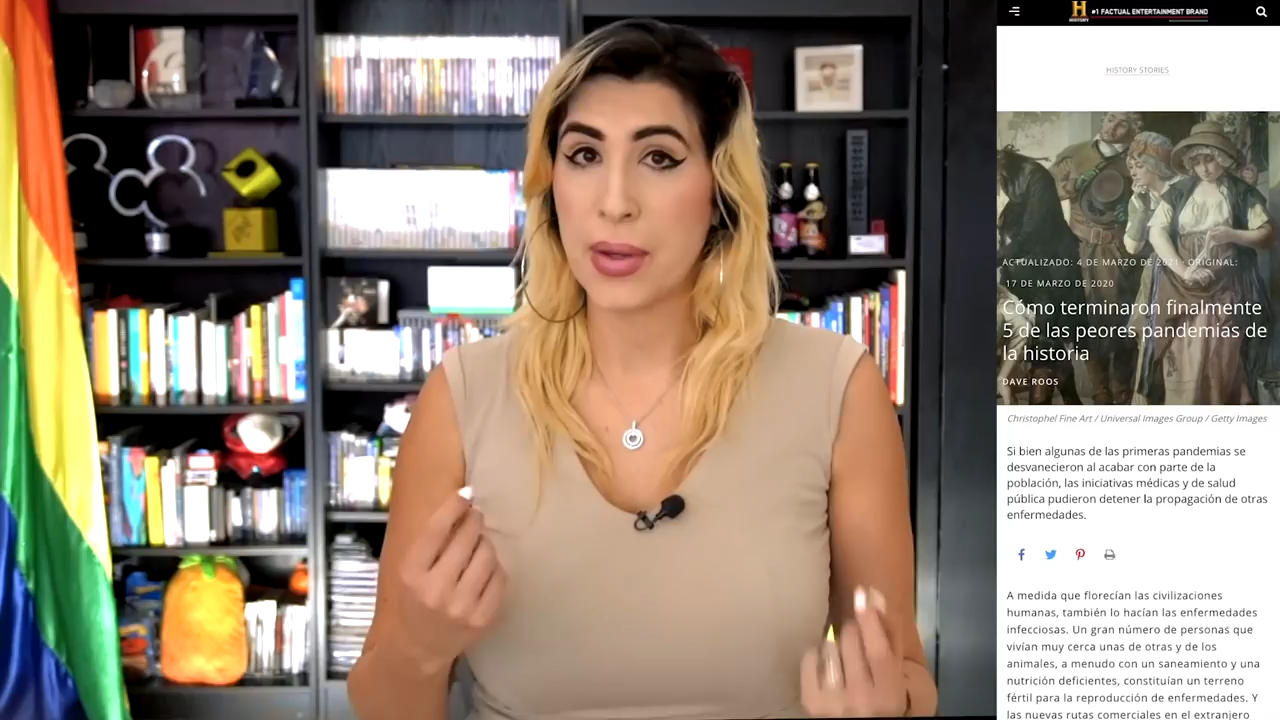 H
HISTORY
#1 FACTUAL ENTERTAINMENT BRAND
HISTORY STORIES
ACTUALIZADO: 4 DE MARZO DE 2021 · ORIGINAL:
17 DE MARZO DE 2020
Cómo terminaron finalmente
5 de las peores pandemias de
la historia
DAVE ROOS
Christophel Fine Art / Universal Images Group / Getty Images
Si bien algunas de las primeras pandemias se
desvanecieron al acabar con parte de la
población, las iniciativas médicas y de salud
pública pudieron detener la propagación de otras
enfermedades.
A medida que florecían las civilizaciones
humanas, también lo hacían las enfermedades
infecciosas. Un gran número de personas que
vivían muy cerca unas de otras y de los
animales, a menudo con un saneamiento y una
nutrición deficientes, constituían un terreno
fértil para la reproducción de enfermedades. Y
las nuevas rutas comerciales en el extranjero